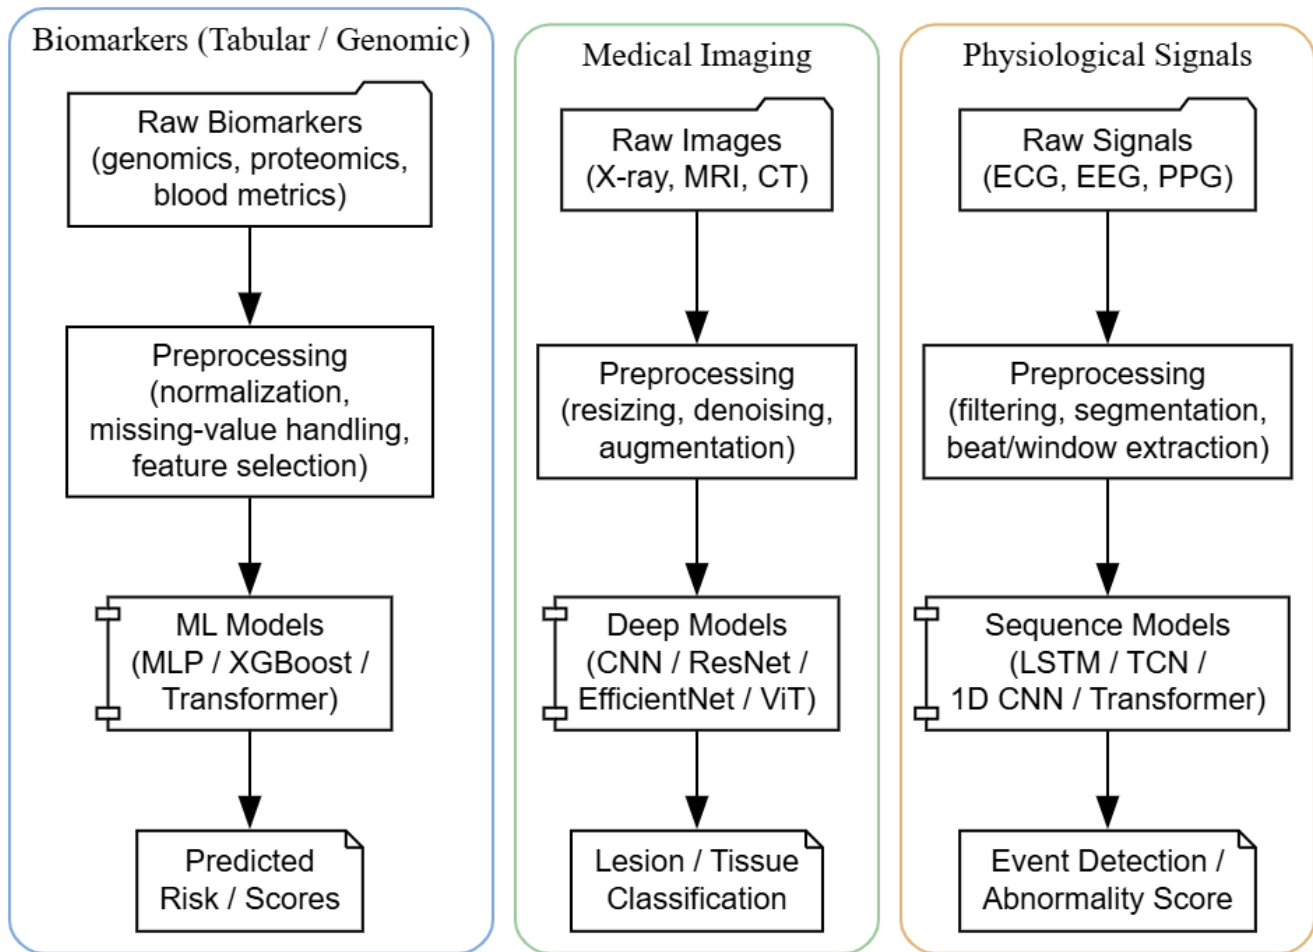 Biomarkers (Tabular / Genomic)
Raw Biomarkers
(genomics, proteomics,
blood metrics)
Preprocessing
(normalization,
missing-value handling,
feature selection)
ML Models
(MLP / XGBoost /
Transformer)
Predicted
Risk / Scores
Medical Imaging
Raw Images
(X-ray, MRI, CT)
Preprocessing
(resizing, denoising,
augmentation)
Deep Models
(CNN / ResNet /
EfficientNet / ViT)
Lesion / Tissue
Classification
Physiological Signals
Raw Signals
(ECG, EEG, PPG)
Preprocessing
(filtering, segmentation,
beat/window extraction)
Sequence Models
(LSTM / TCN /
1D CNN / Transformer)
Event Detection /
Abnormality Score